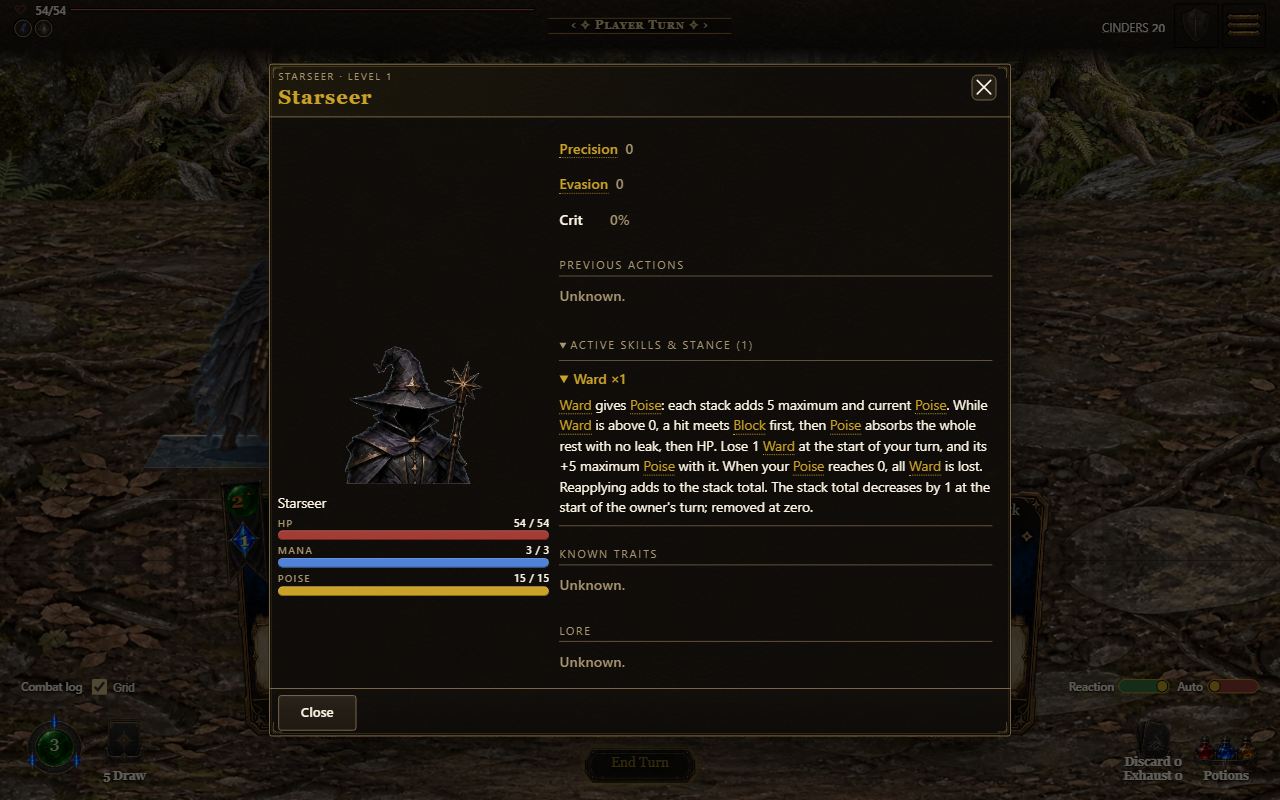 54/54
‹ ✧ PLAYER TURN ✧ ›
CINDERS 20
STARSEER · LEVEL 1
Starseer
Precision 0
Evasion 0
Crit 0%
PREVIOUS ACTIONS
Unknown.
▾ ACTIVE SKILLS & STANCE (1)
▼ Ward ×1
Ward gives Poise: each stack adds 5 maximum and current Poise. While
Ward is above 0, a hit meets Block first, then Poise absorbs the whole
rest with no leak, then HP. Lose 1 Ward at the start of your turn, and its
+5 maximum Poise with it. When your Poise reaches 0, all Ward is lost.
Reapplying adds to the stack total. The stack total decreases by 1 at the
start of the owner's turn; removed at zero.
KNOWN TRAITS
Unknown.
LORE
Unknown.
Starseer
HP 54 / 54
MANA 3 / 3
POISE 15 / 15
Close
2
1
k
Combat log Grid
Reaction Auto
3
5 Draw
End Turn
Discard 0
Exhaust 0
Potions